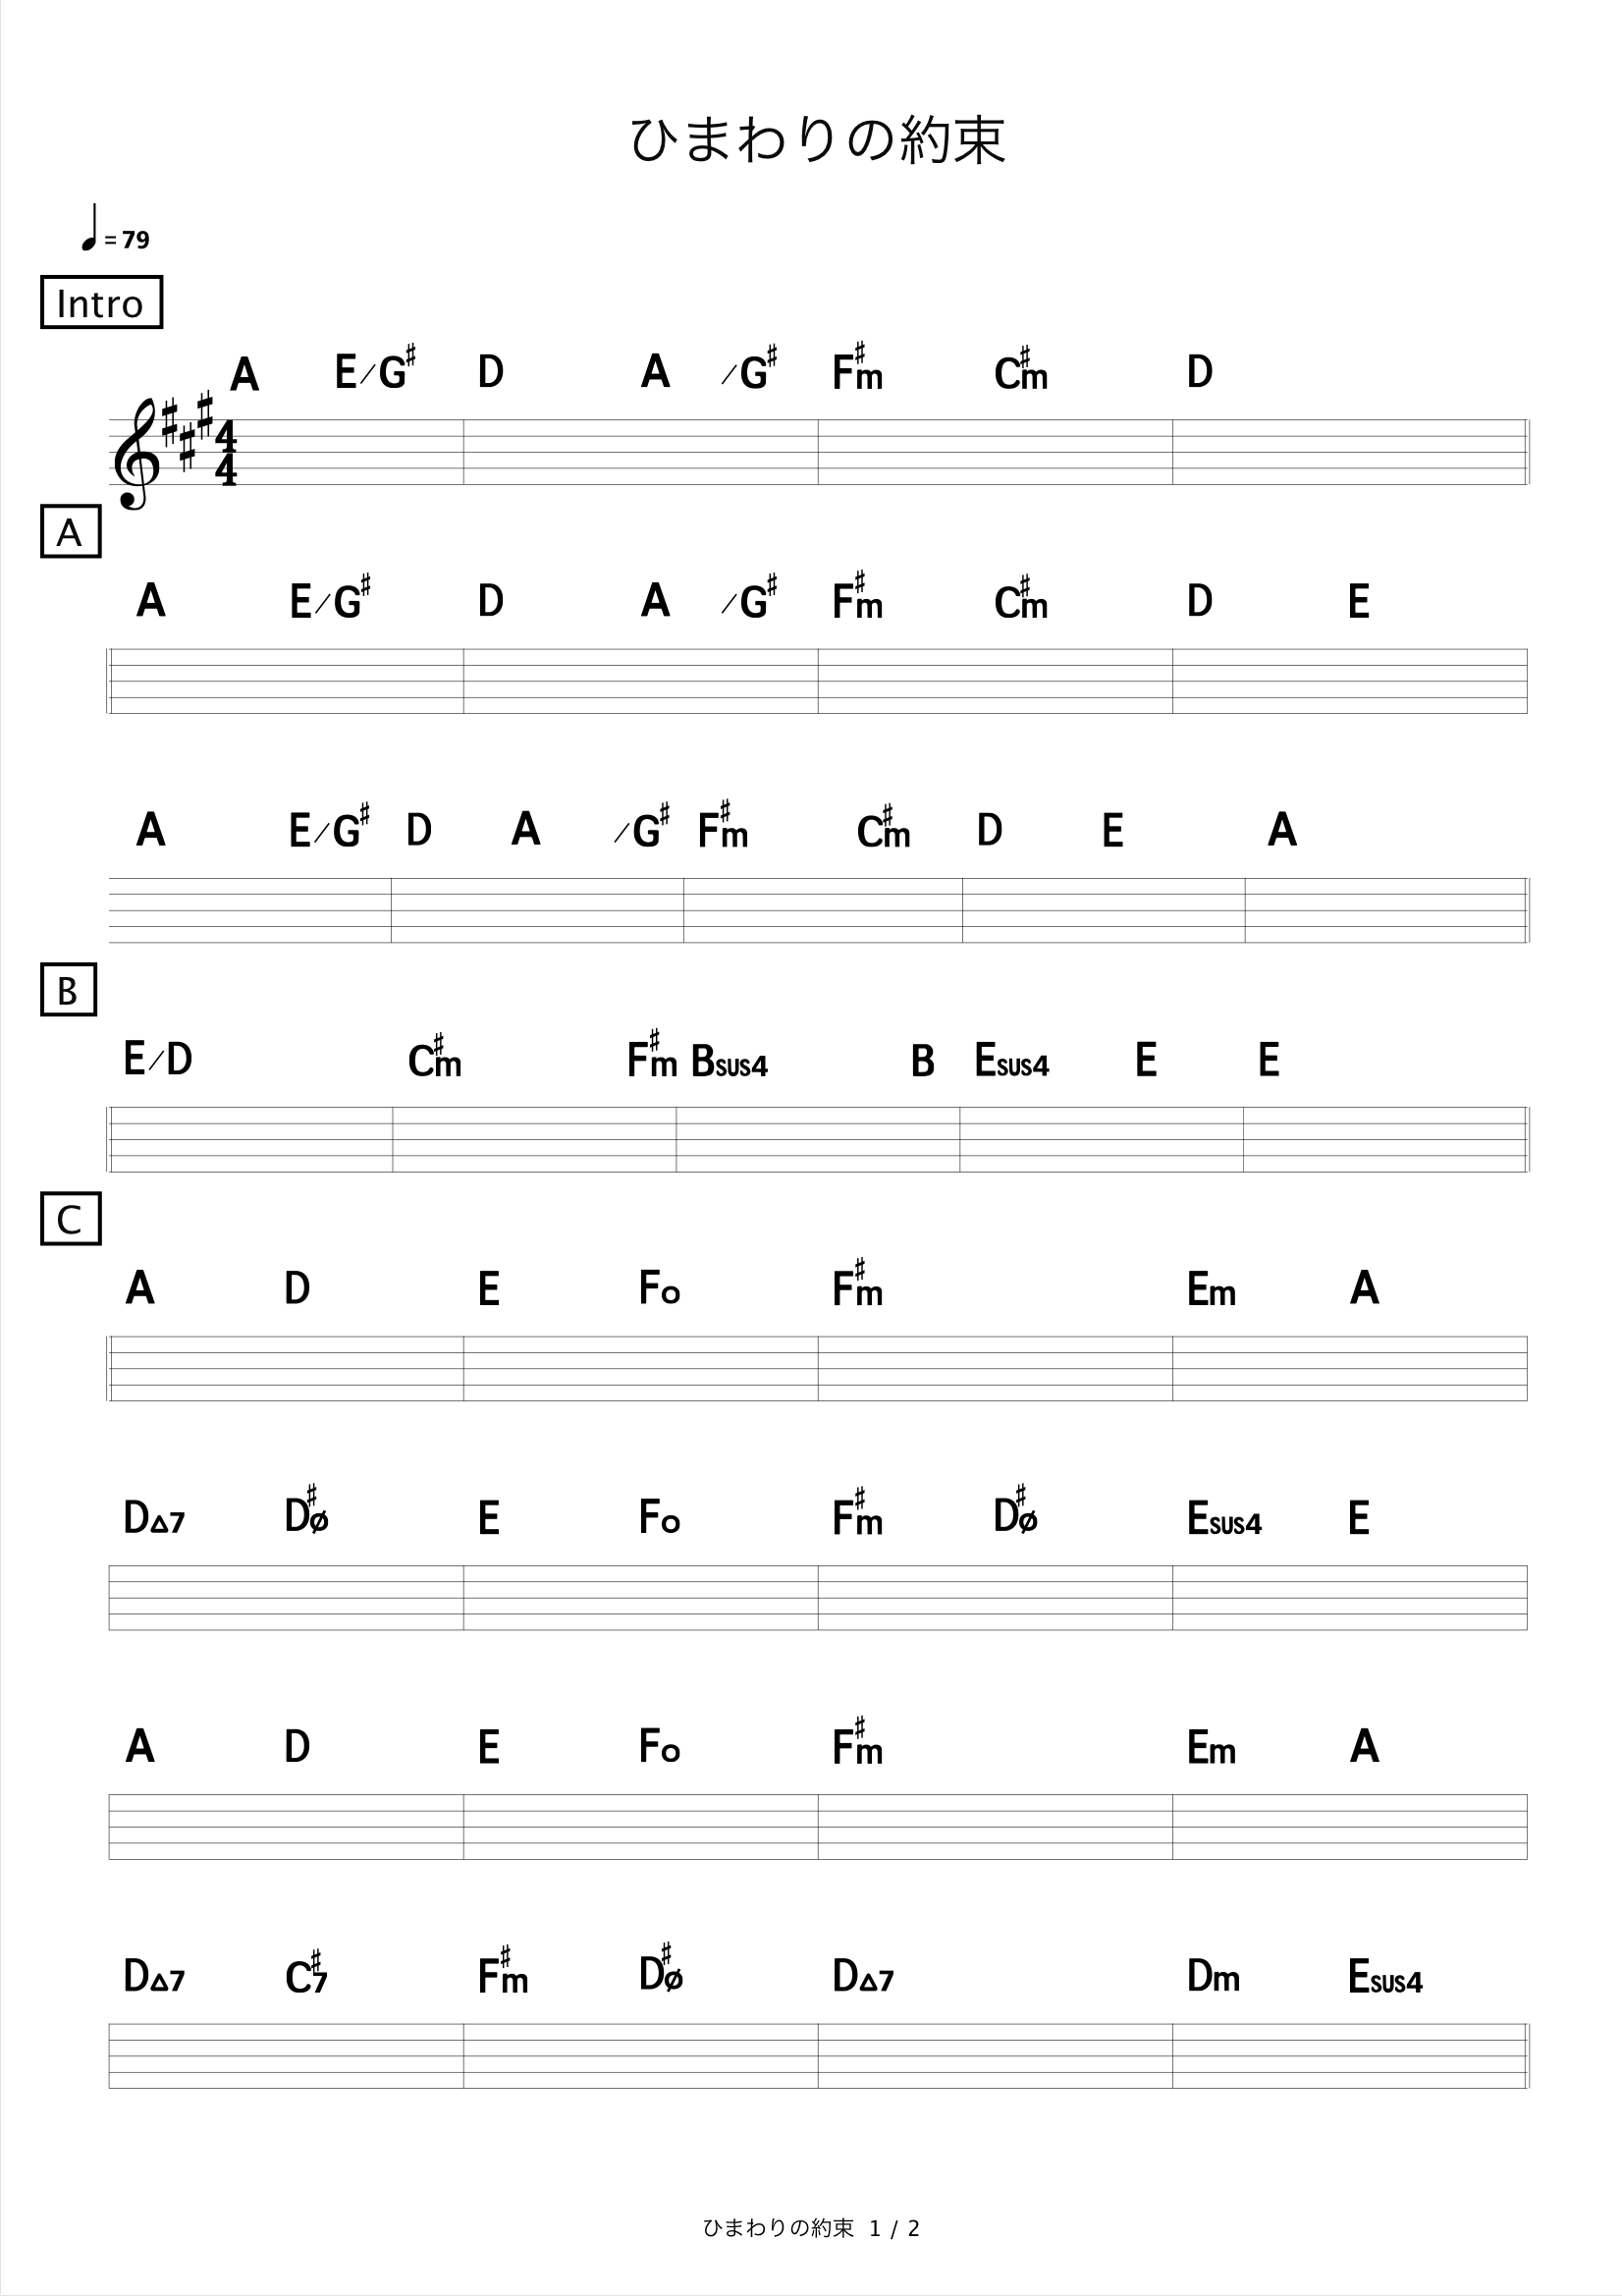 ひまわりの約束
♩= 79
Intro
A E/G♯ D A /G♯ F♯m C♯m D
4
4
A
A E/G♯ D A /G♯ F♯m C♯m D E
A E/G♯ D A /G♯ F♯m C♯m D E A
B
E/D C♯m F♯m Bsus4 B Esus4 E E
C
A D E Fo F♯m Em A
D△7 D♯ø E Fo F♯m D♯ø Esus4 E
A D E Fo F♯m Em A
D△7 C♯7 F♯m D♯ø D△7 Dm Esus4
ひまわりの約束 1 / 2